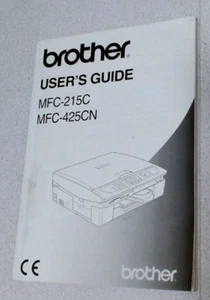 brother
USER'S GUIDE
MFC-215C
MFC-425CN
CE
brother